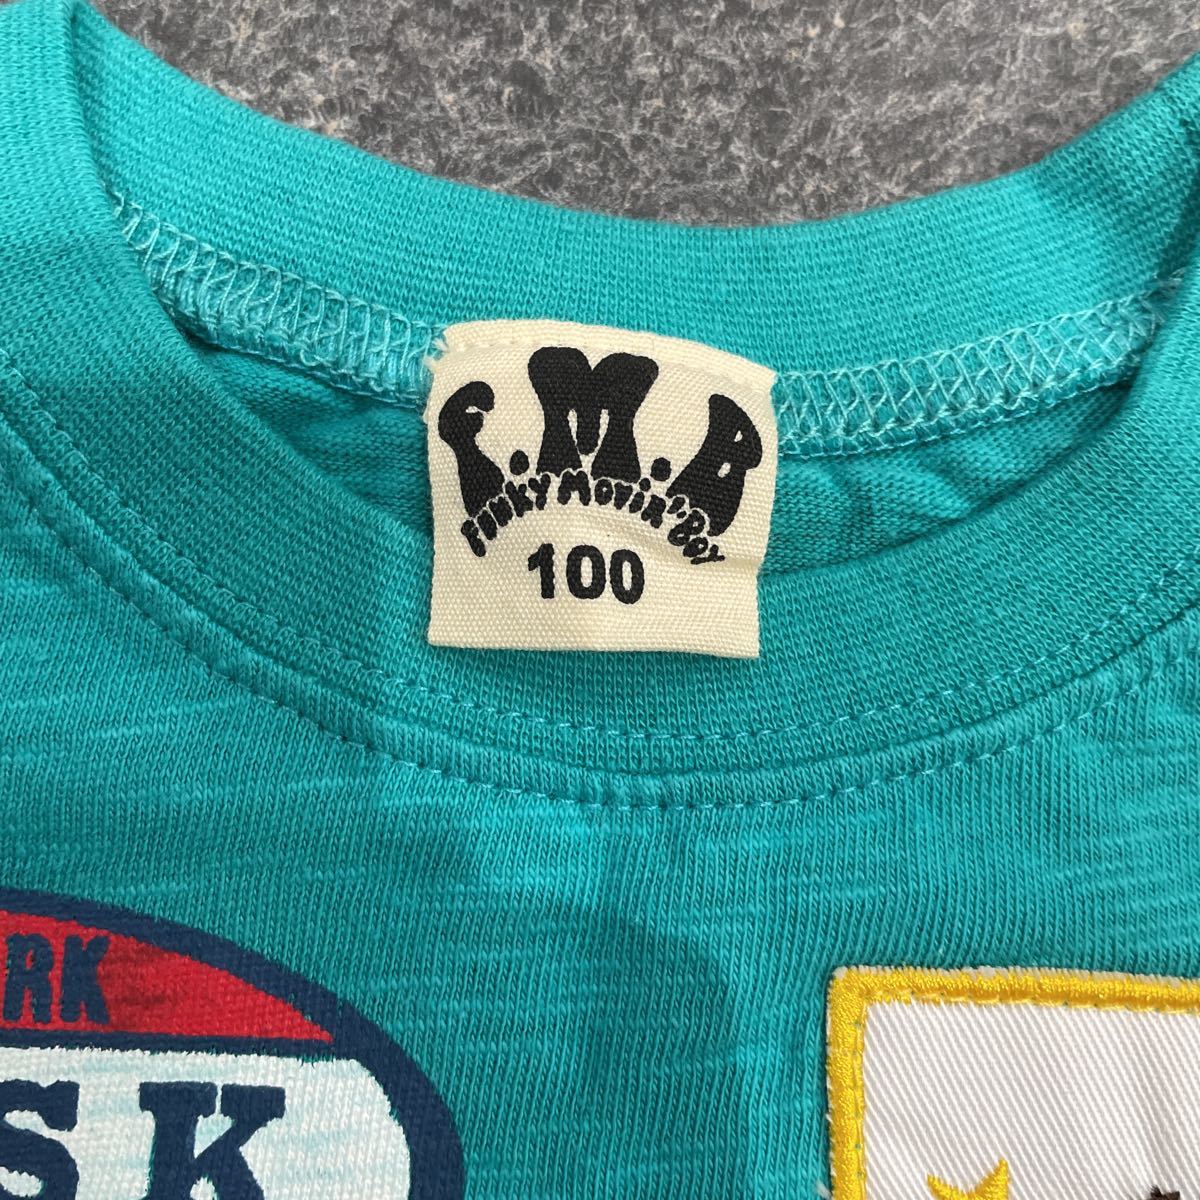 F.M.B
Funky Movin' Boy
100
RK
SK